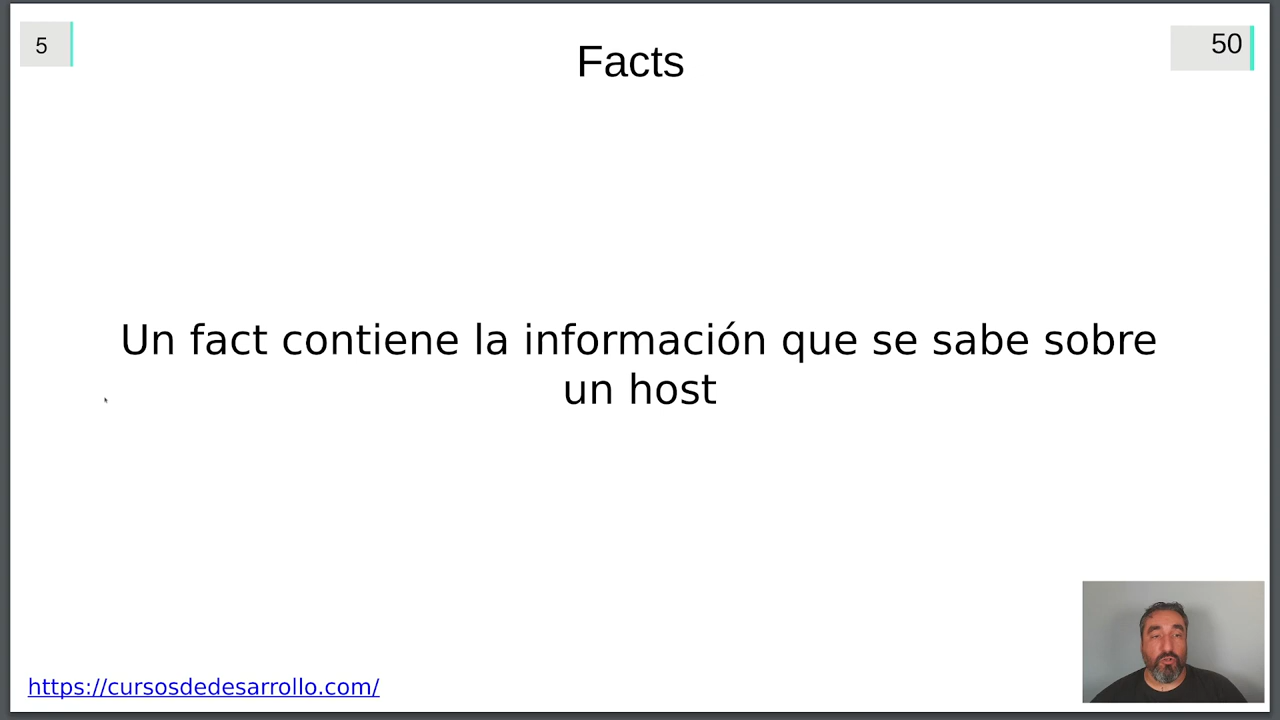 5
Facts
50
Un fact contiene la información que se sabe sobre
un host
https://cursosdedesarrollo.com/